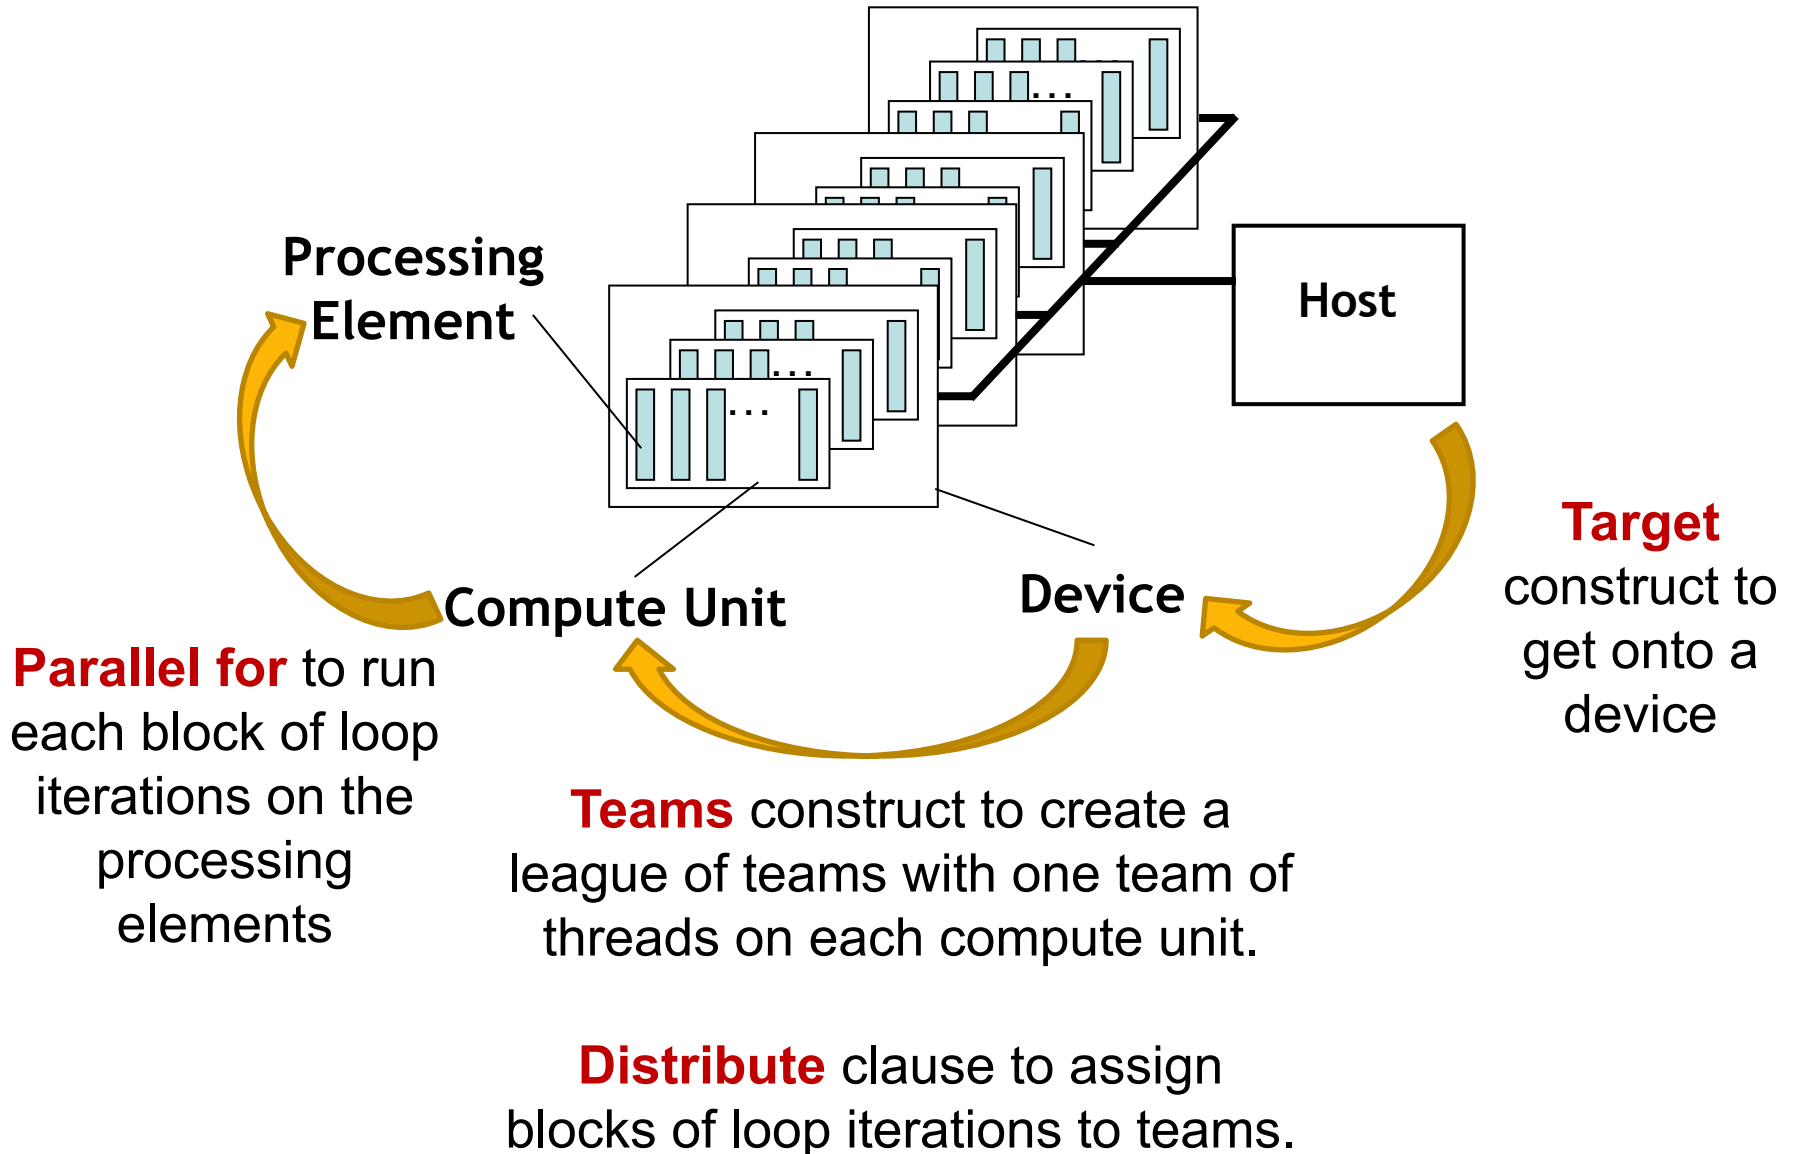 Processing
Element
Host
...
...
...
...
Compute Unit
Device
Target
construct to
get onto a
device
Parallel for to run
each block of loop
iterations on the
processing
elements
Teams construct to create a
league of teams with one team of
threads on each compute unit.
Distribute clause to assign
blocks of loop iterations to teams.